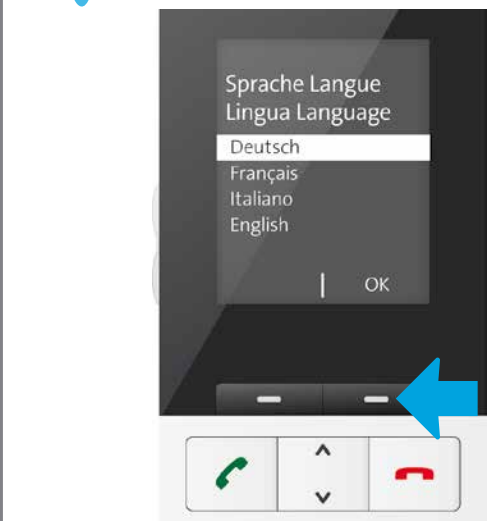 Sprache Langue
Lingua Language
Deutsch
Français
Italiano
English
OK